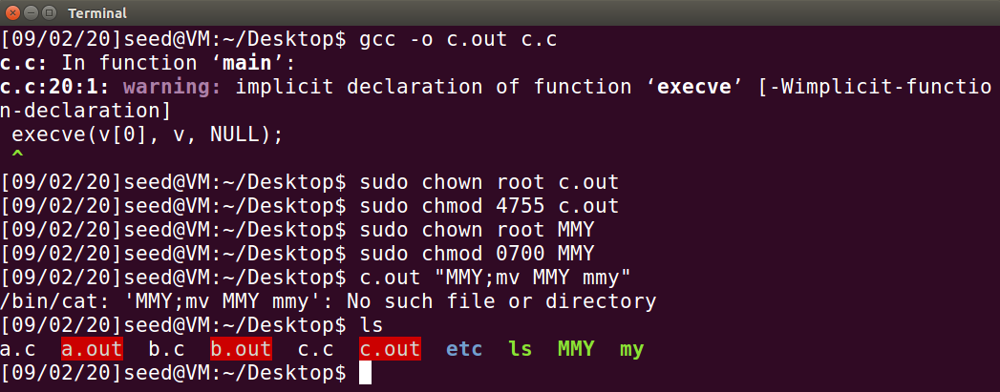 Terminal
[09/02/20]seed@VM:~/Desktop$ gcc -o c.out c.c
c.c: In function ‘main’:
c.c:20:1: warning: implicit declaration of function ‘execve’ [-Wimplicit-functio
n-declaration]
 execve(v[0], v, NULL);
 ^
[09/02/20]seed@VM:~/Desktop$ sudo chown root c.out
[09/02/20]seed@VM:~/Desktop$ sudo chmod 4755 c.out
[09/02/20]seed@VM:~/Desktop$ sudo chown root MMY
[09/02/20]seed@VM:~/Desktop$ sudo chmod 0700 MMY
[09/02/20]seed@VM:~/Desktop$ c.out "MMY;mv MMY mmy"
/bin/cat: 'MMY;mv MMY mmy': No such file or directory
[09/02/20]seed@VM:~/Desktop$ ls
a.c  a.out  b.c  b.out  c.c  c.out  etc  ls  MMY  my
[09/02/20]seed@VM:~/Desktop$